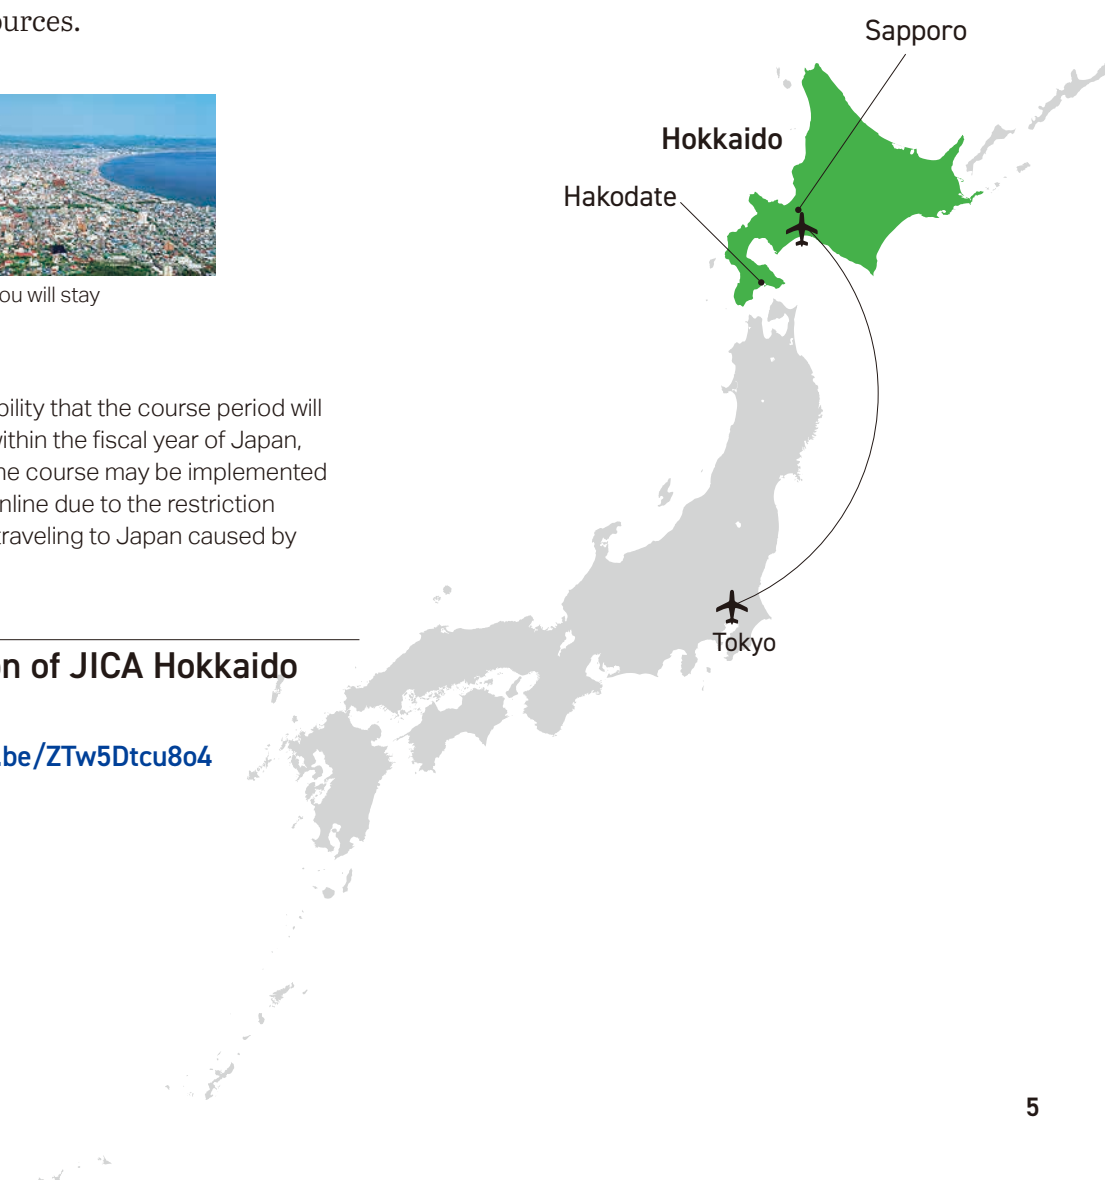 ources.
ou will stay
bility that the course period will
within the fiscal year of Japan,
he course may be implemented
nline due to the restriction
traveling to Japan caused by
on of JICA Hokkaido
.be/ZTw5Dtcu8o4
Sapporo
Hokkaido
Hakodate
Tokyo
5